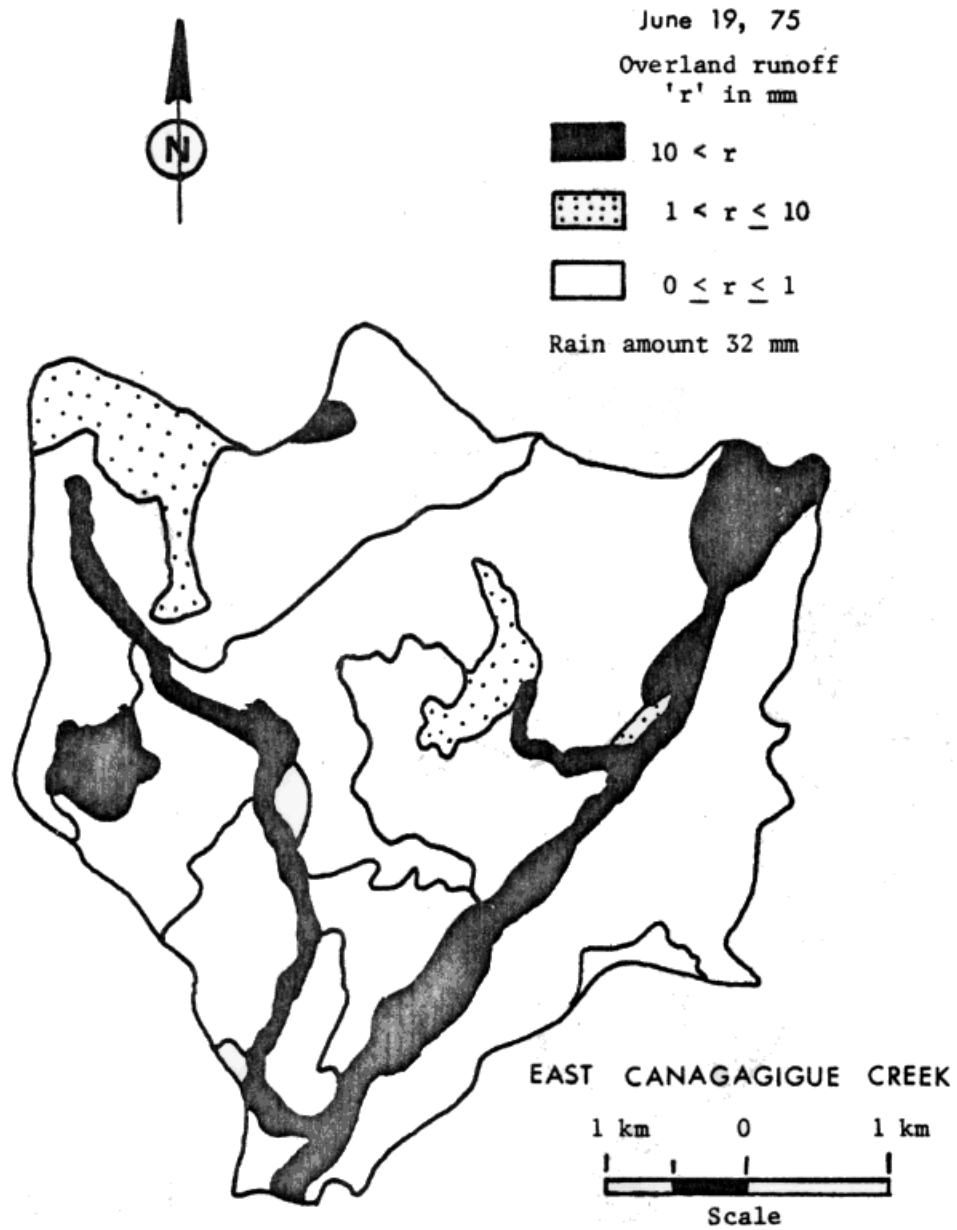 June 19, 75
Overland runoff
'r' in mm
N
10 < r
1 < r ≤ 10
0 ≤ r ≤ 1
Rain amount 32 mm
EAST CANAGAGIGUE CREEK
1 km 0 1 km
Scale